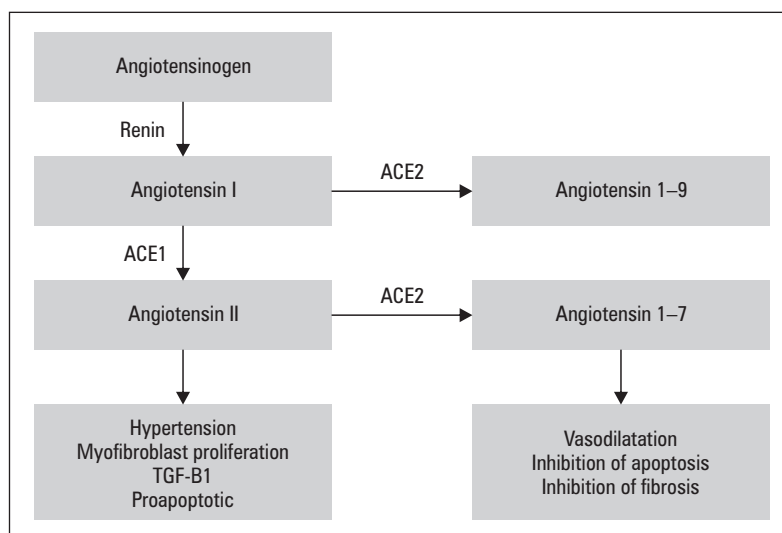 Angiotensinogen
Renin
Angiotensin I
ACE2
Angiotensin 1–9
ACE1
Angiotensin II
ACE2
Angiotensin 1–7
Hypertension
Myofibroblast proliferation
TGF-B1
Proapoptotic
Vasodilatation
Inhibition of apoptosis
Inhibition of fibrosis